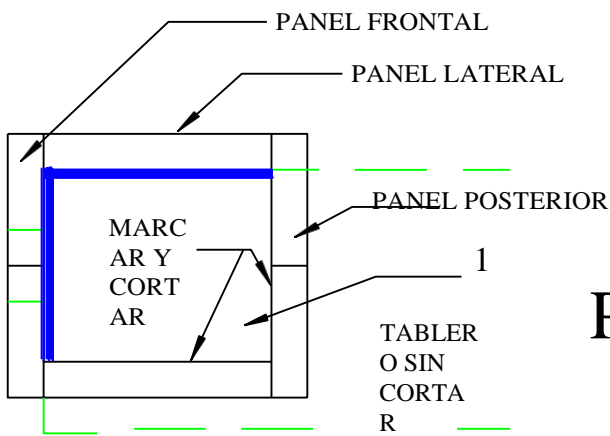 PANEL FRONTAL
PANEL LATERAL
PANEL POSTERIOR
MARC
AR Y
CORT
AR
1
TABLER
O SIN
CORTA
R